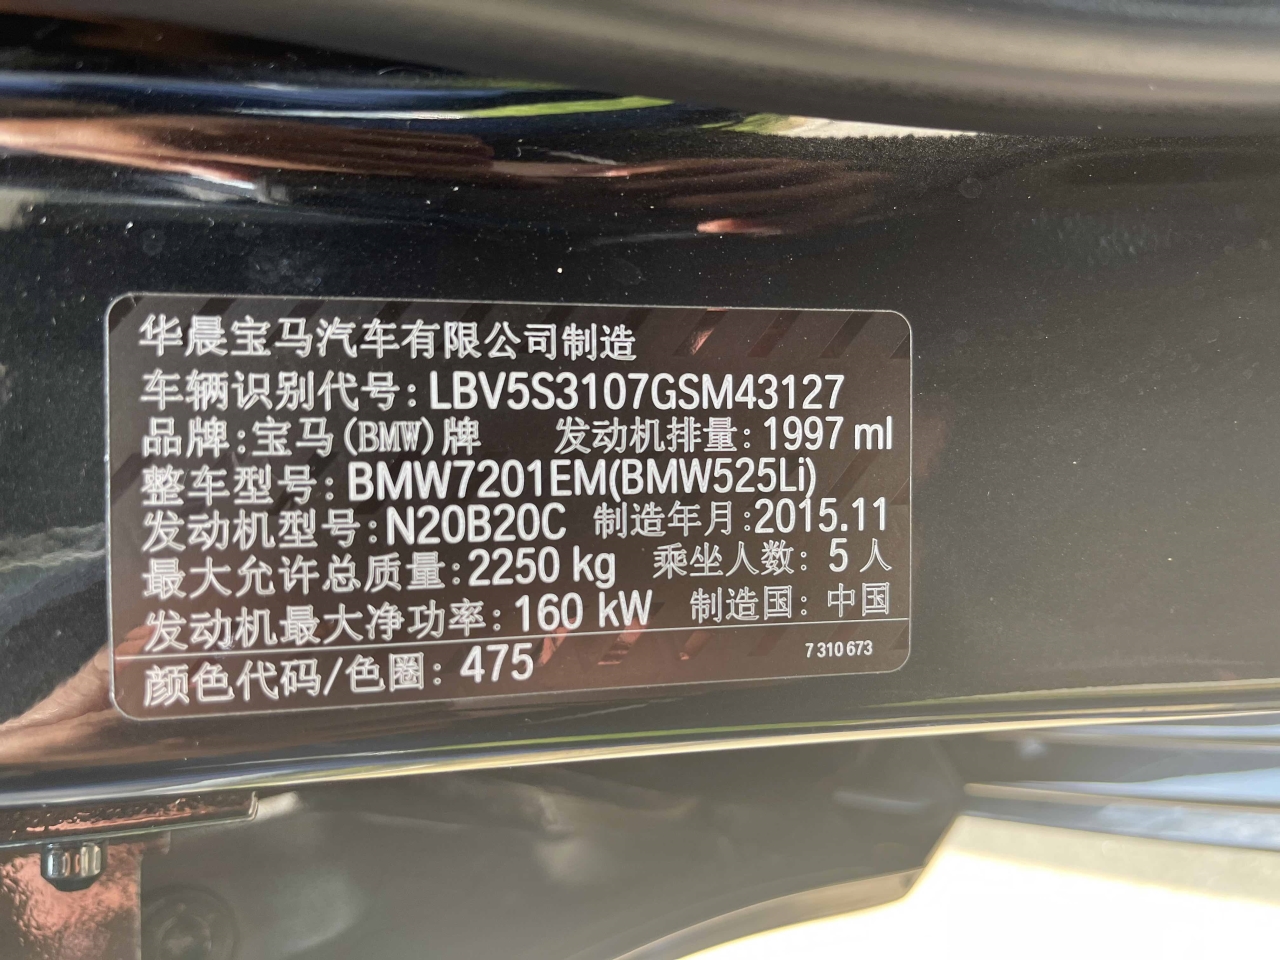 华晨宝马汽车有限公司制造
车辆识别代号:LBV5S3107GSM43127
品牌:宝马(BMW)牌 发动机排量:1997 ml
整车型号:BMW7201EM(BMW525Li)
发动机型号:N20B20C 制造年月:2015.11
最大允许总质量:2250 kg 乘坐人数:5人
发动机最大净功率:160 kW 制造国:中国
颜色代码/色圈:475 7 310 673